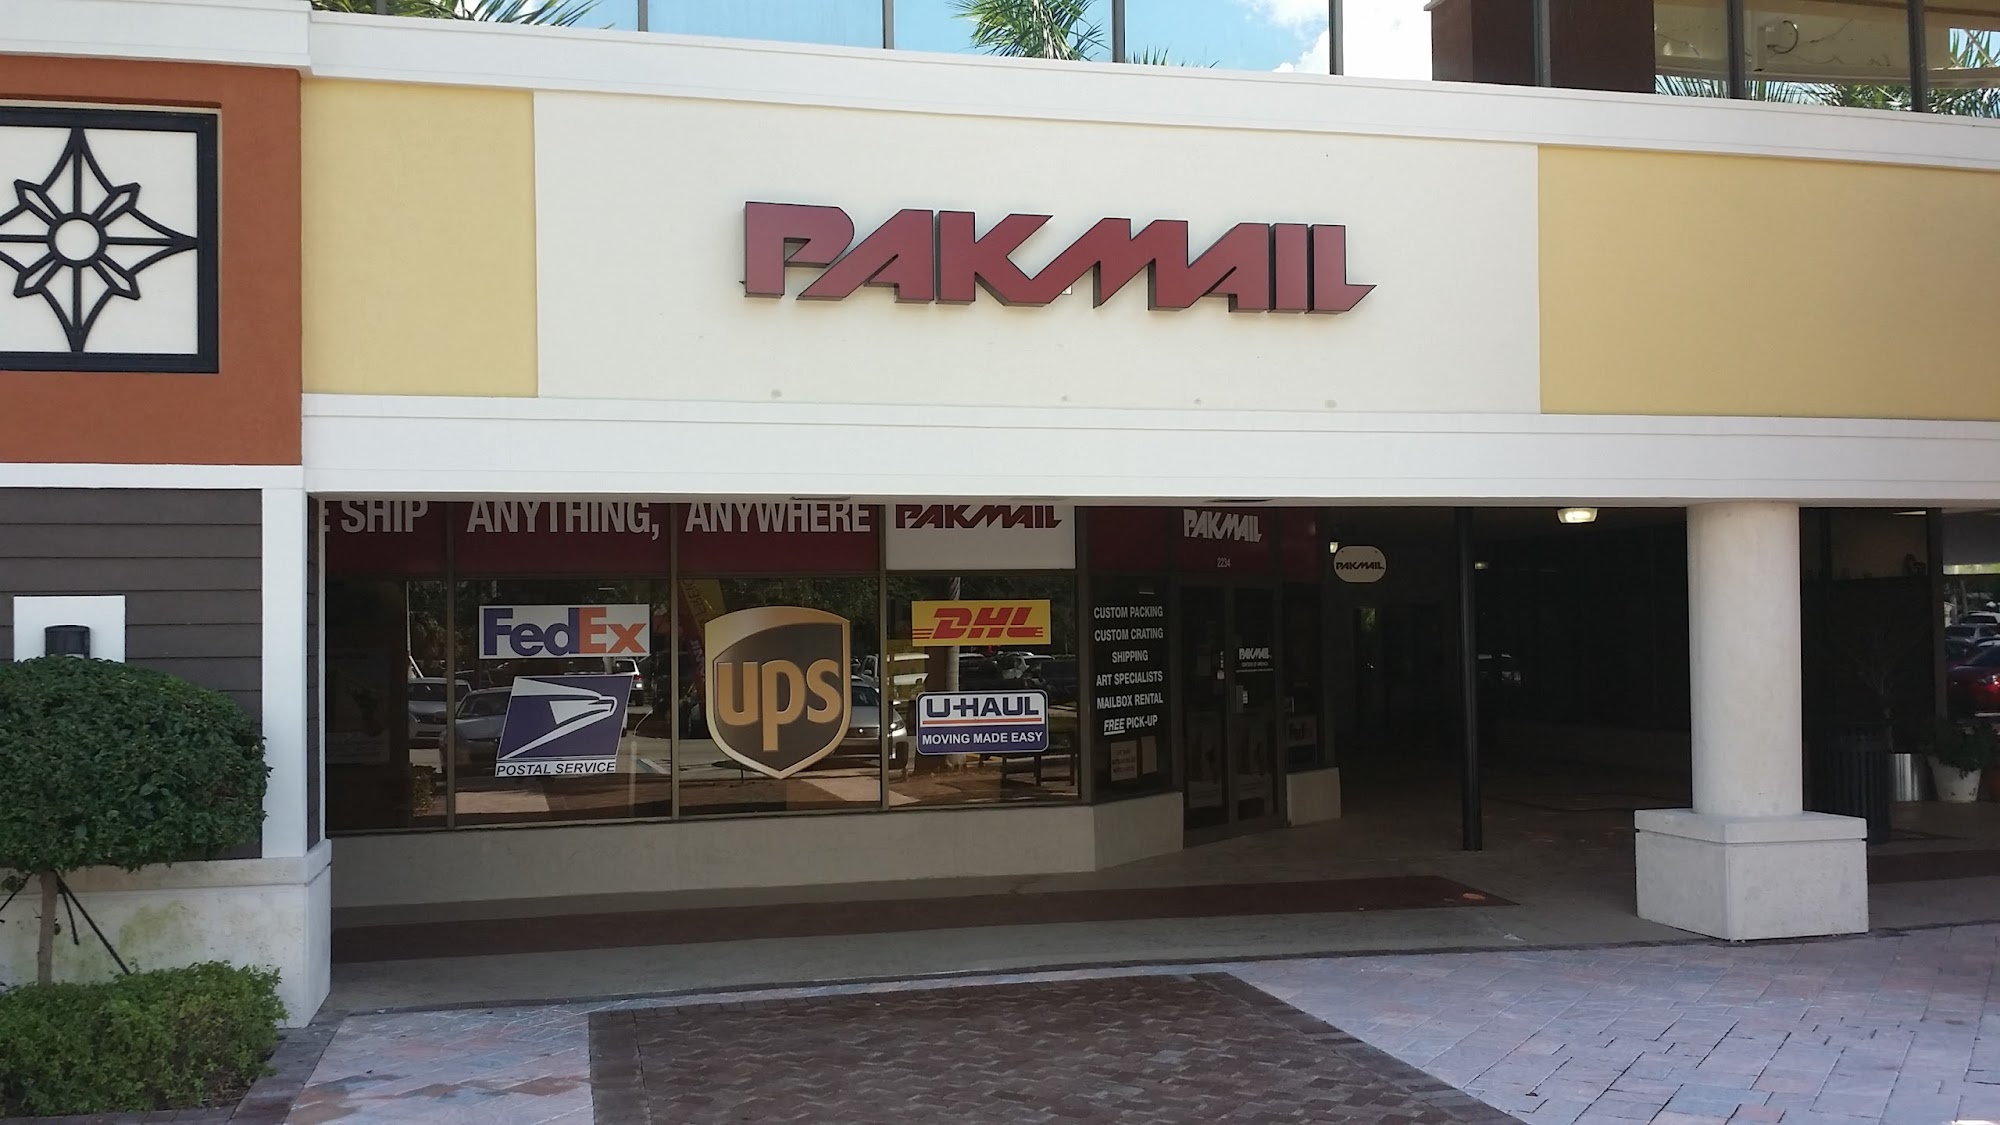 PAKMAIL
E SHIP ANYTHING, ANYWHERE PAKMAIL
PAKMAIL
2234
PAKMAIL
FedEx
ups
DHL
POSTAL SERVICE
U-HAUL
MOVING MADE EASY
CUSTOM PACKING
CUSTOM CRATING
SHIPPING
ART SPECIALISTS
MAILBOX RENTAL
FREE PICK-UP
PAKMAIL
FedEx